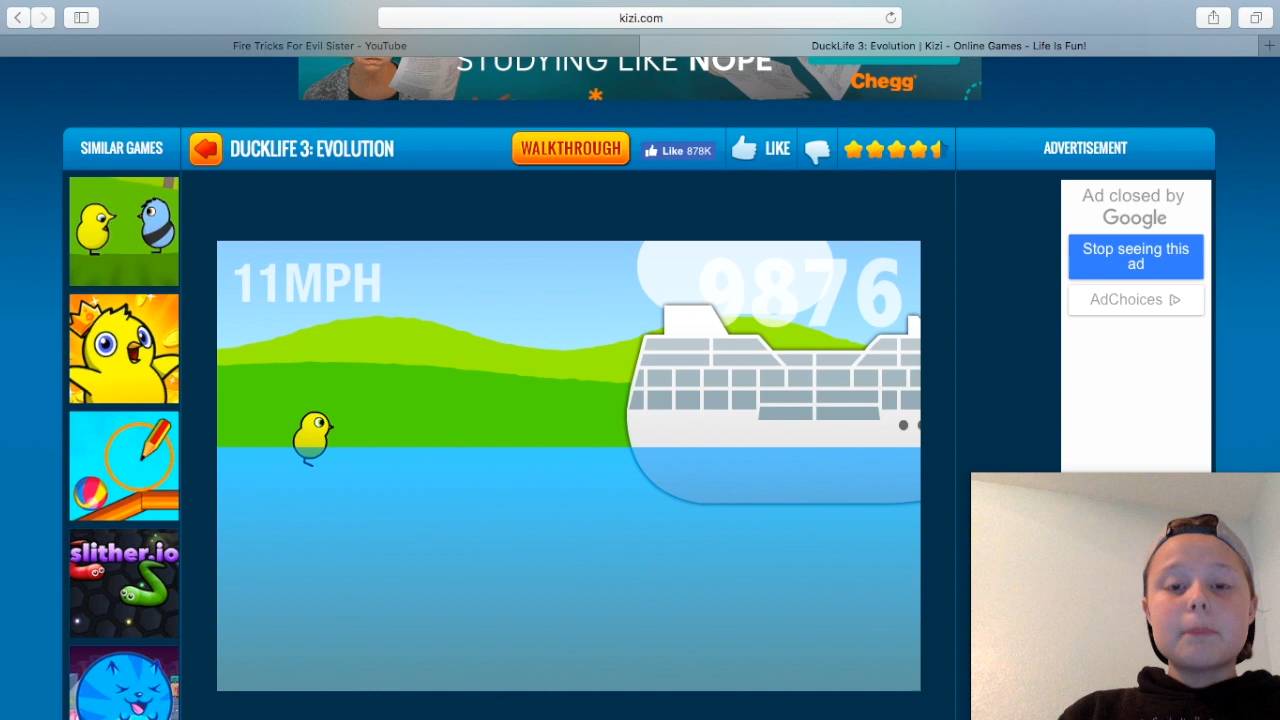 kizi.com
Fire Tricks For Evil Sister - YouTube
DuckLife 3: Evolution | Kizi - Online Games - Life Is Fun!
STUDYING LIKE NOPE
Chegg
SIMILAR GAMES
DUCKLIFE 3: EVOLUTION
WALKTHROUGH
Like 878K
LIKE
ADVERTISEMENT
Ad closed by
Google
Stop seeing this
ad
AdChoices
11MPH
9876
slither.io